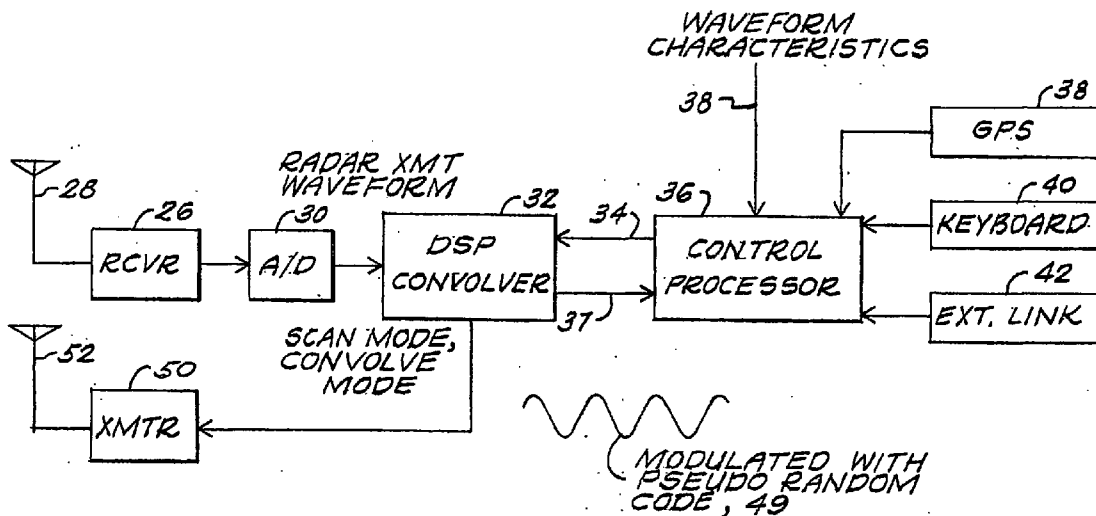 WAVEFORM
CHARACTERISTICS
38
38
GPS
28
RADAR XMT
WAVEFORM
26
30
32
34
36
40
RCVR
A/D
DSP
CONVOLVER
CONTROL
PROCESSOR
KEYBOARD
42
37
EXT. LINK
52
50
SCAN MODE,
CONVOLVE
MODE
XMTR
MODULATED WITH
PSEUDO RANDOM
CODE, 49